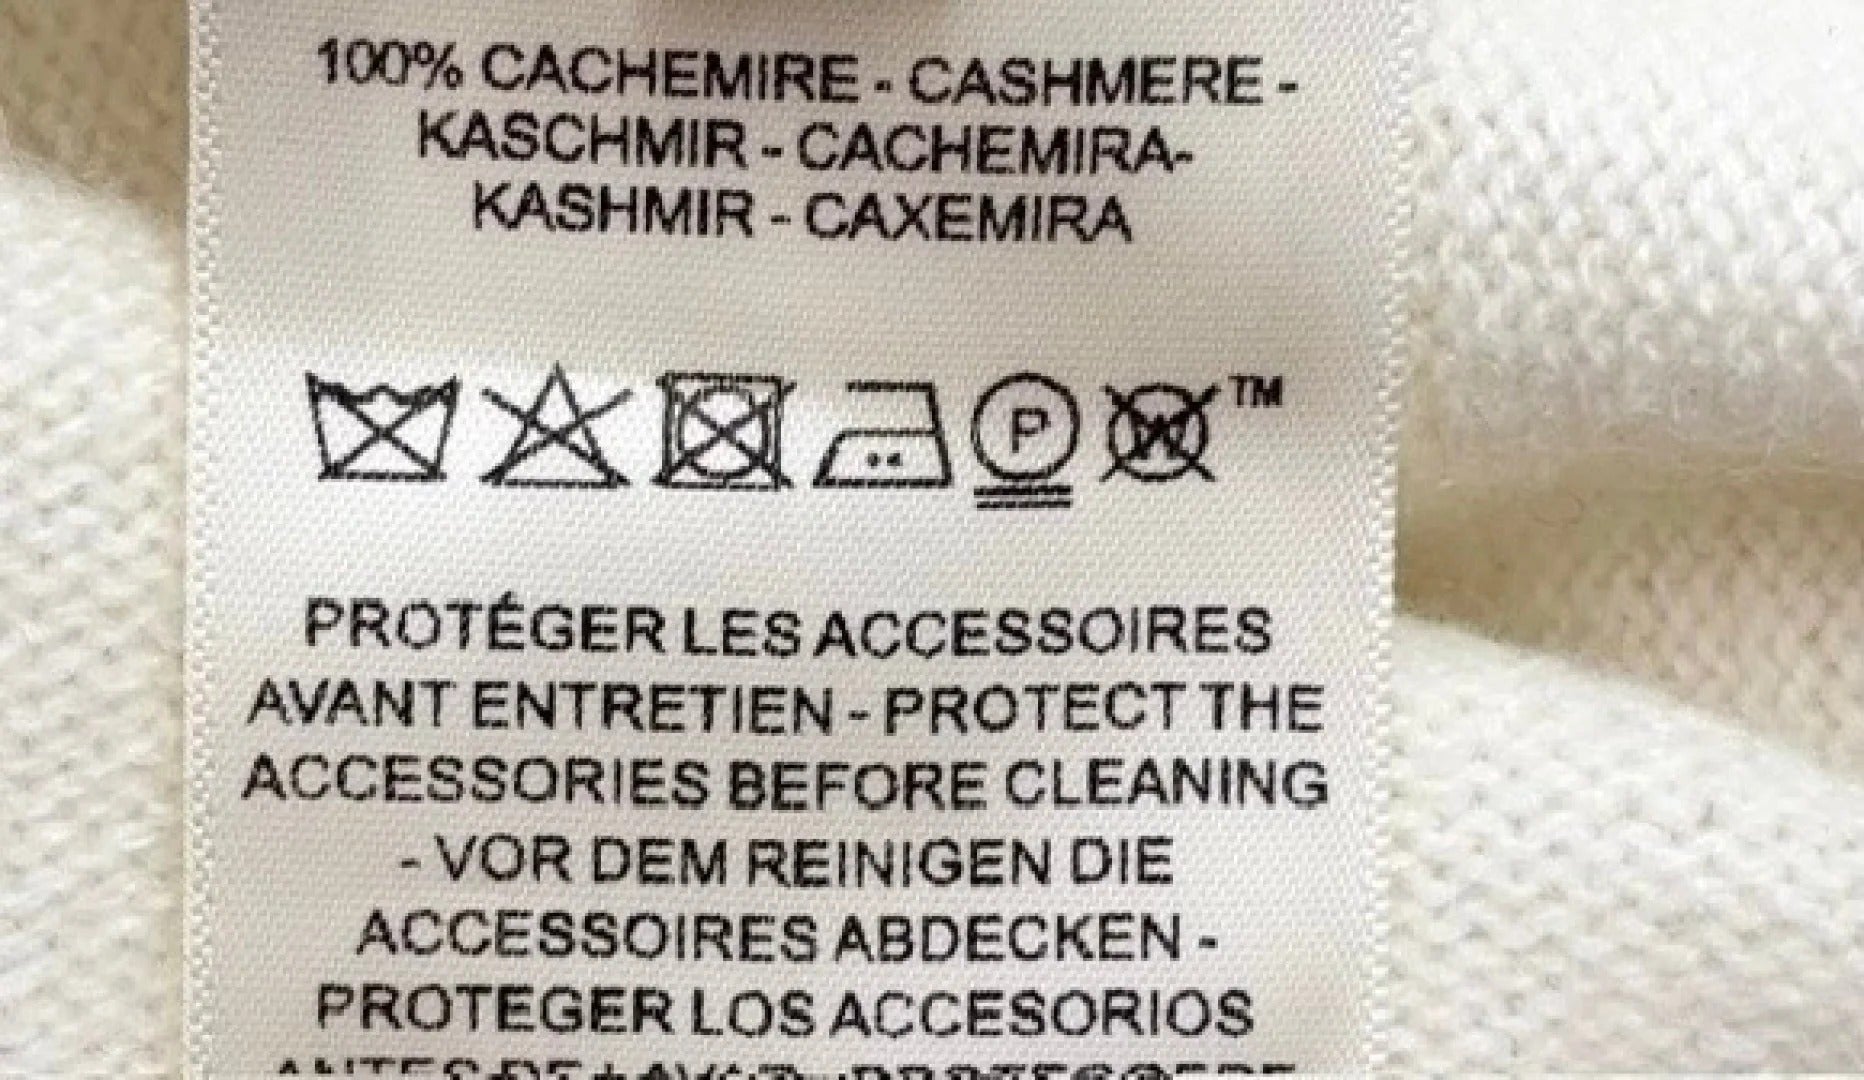 100% CACHEMIRE - CASHMERE -
KASCHMIR - CACHEMIRA-
KASHMIR - CAXEMIRA
P W ™
PROTÉGER LES ACCESSOIRES
AVANT ENTRETIEN - PROTECT THE
ACCESSORIES BEFORE CLEANING
- VOR DEM REINIGEN DIE
ACCESSOIRES ABDECKEN -
PROTEGER LOS ACCESORIOS